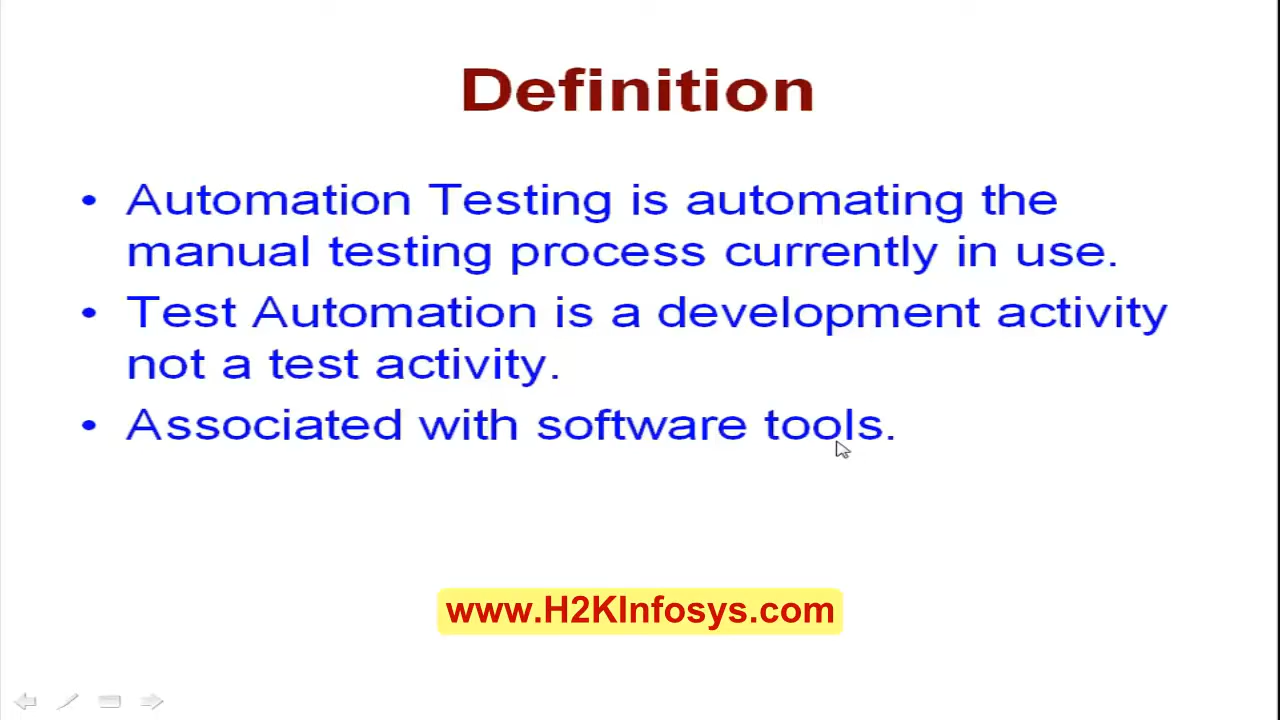 Definition
• Automation Testing is automating the
manual testing process currently in use.
• Test Automation is a development activity
not a test activity.
• Associated with software tools.
www.H2KInfosys.com